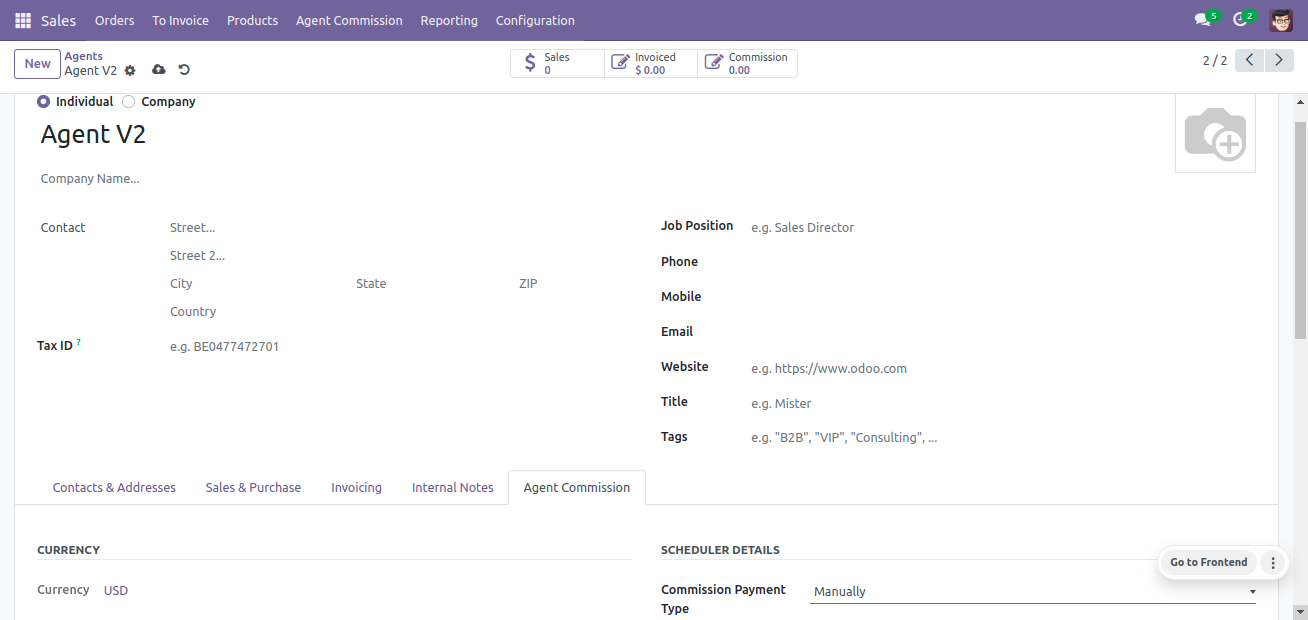 Sales Orders To Invoice Products Agent Commission Reporting Configuration 5 2
New Agents Sales Invoiced Commission 2 / 2
Agent V2 0 $ 0.00 0.00
Individual Company
Agent V2
Company Name...
Contact Street... Job Position e.g. Sales Director
Street 2... Phone
City State ZIP Mobile
Country
Email
Tax ID ? e.g. BE0477472701
Website e.g. https://www.odoo.com
Title e.g. Mister
Tags e.g. "B2B", "VIP", "Consulting", ...
Contacts & Addresses Sales & Purchase Invoicing Internal Notes Agent Commission
CURRENCY SCHEDULER DETAILS
Go to Frontend
Currency USD Commission Payment Type Manually